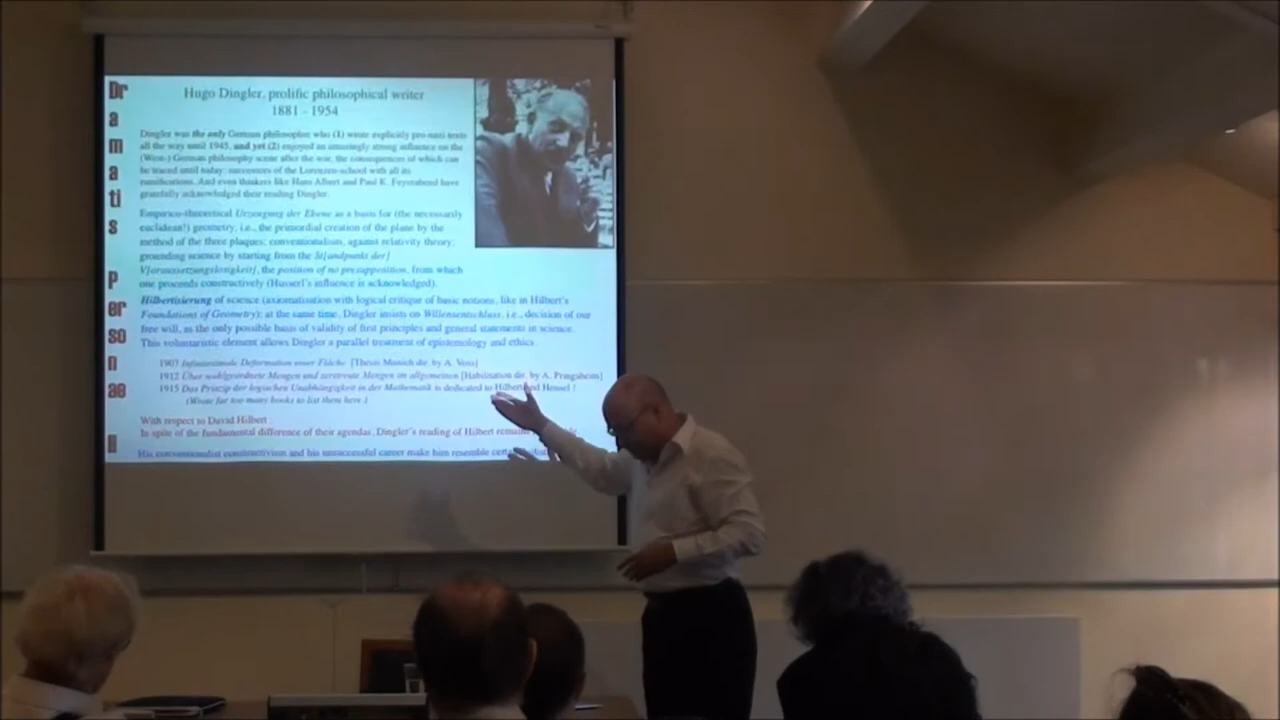 Dramatis Personae II
Hugo Dingler, prolific philosophical writer
1881 - 1954
Dingler was the only German philosopher who (1) wrote explicitly pro-nazi texts
all the way until 1945, and yet (2) enjoyed an amazingly strong influence on the
(West-) German philosophy scene after the war, the consequences of which can
be traced until today: successors of the Lorenzen-school with all its
ramifications. And even thinkers like Hans Albert and Paul K. Feyerabend have
gratefully acknowledged their reading Dingler.
Empirico-theoretical Urzeugung der Ebene as a basis for (the necessarily
euclidean!) geometry, i.e., the primordial creation of the plane by the
method of the three plaques; conventionalism, against relativity theory;
grounding science by starting from the St[andpunkt der]
V[oraussetzungslosigkeit], the position of no presupposition, from which
one proceeds constructively (Husserl's influence is acknowledged).
Hilbertisierung of science (axiomatisation with logical critique of basic notions, like in Hilbert's
Foundations of Geometry); at the same time, Dingler insists on Willensentschluss, i.e., decision of our
free will, as the only possible basis of validity of first principles and general statements in science.
This voluntaristic element allows Dingler a parallel treatment of epistemology and ethics.
1907 Infinitesimale Deformation einer Fläche [Thesis Munich dir. by A. Voss]
1912 Über wohlgeordnete Mengen und zerstreute Mengen im allgemeinen [Habilitation dir. by A. Pringsheim]
1915 Das Prinzip der logischen Unabhängigkeit in der Mathematik is dedicated to Hilbert and Hensel !
(Wrote far too many books to list them here.)
With respect to David Hilbert :
In spite of the fundamental difference of their agendas, Dingler's reading of Hilbert remains
His conventionalist constructivism and his unsuccessful career make him resemble